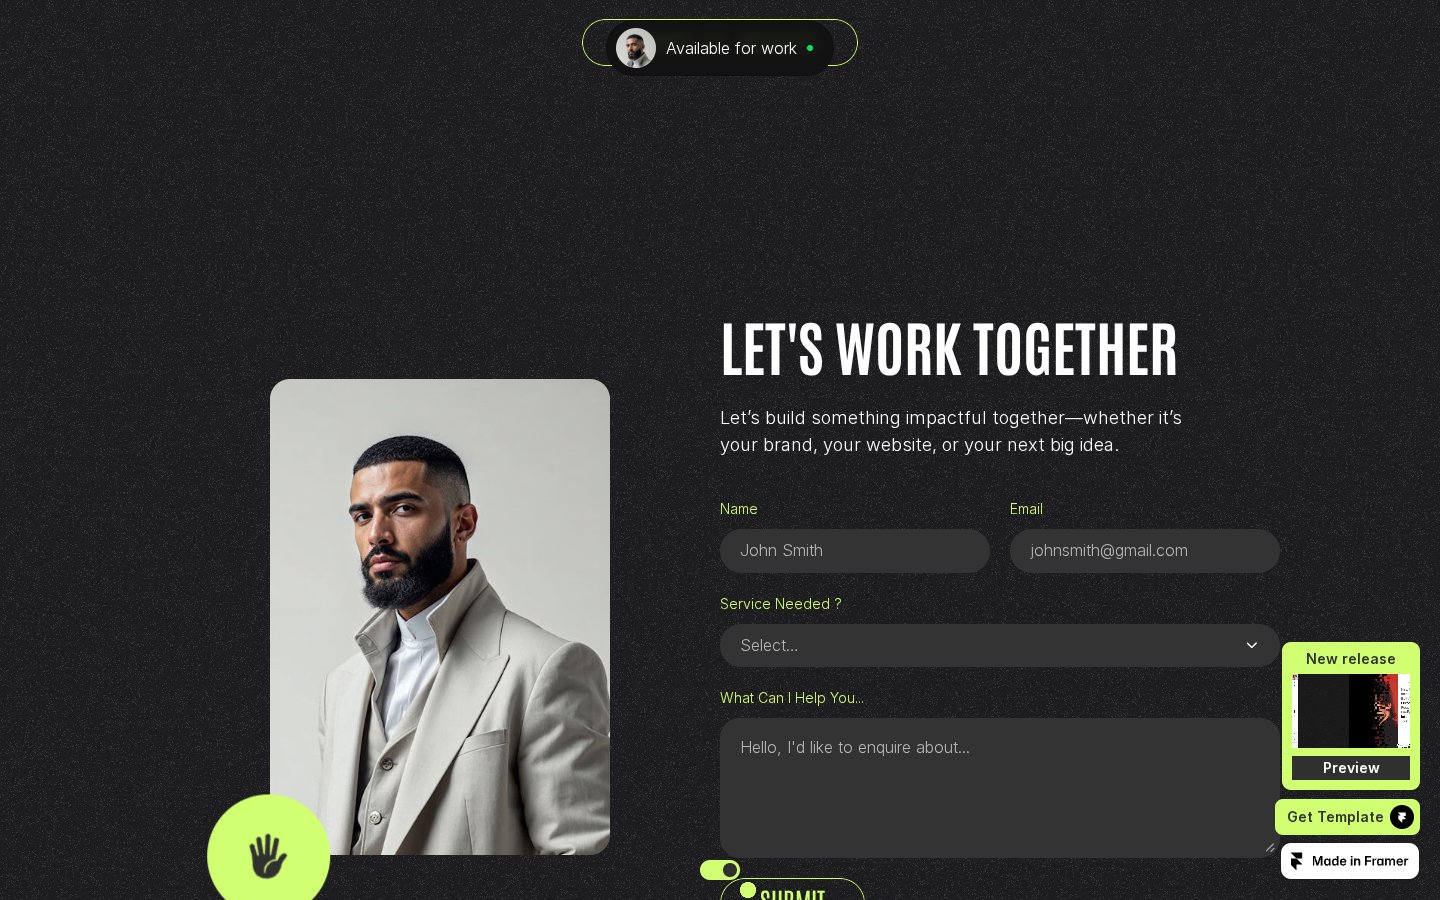 Available for work
LET'S WORK TOGETHER
Let’s build something impactful together—whether it’s
your brand, your website, or your next big idea.
Name
Email
John Smith
johnsmith@gmail.com
Service Needed ?
Select...
What Can I Help You...
Hello, I'd like to enquire about...
SUBMIT
New release
Preview
Get Template
Made in Framer